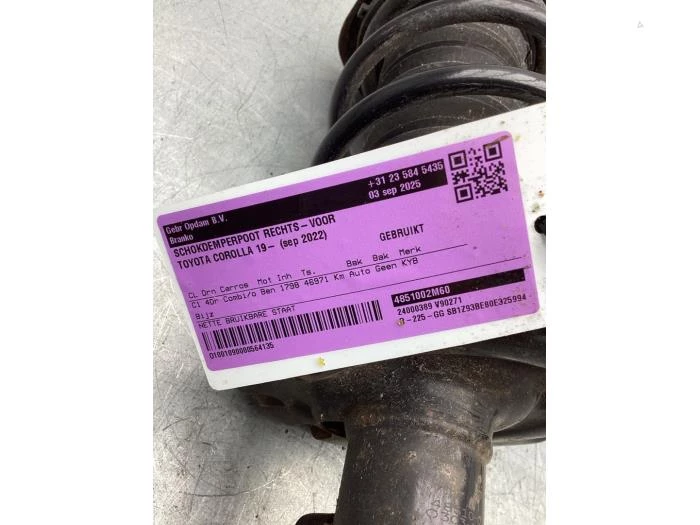 Gebr Opdam B.V.
+31 23 584 5435
Branko
03 sep 2025
SCHOKDEMPERPOOT RECHTS-VOOR
TOYOTA COROLLA 19- (sep 2022)
GEBRUIKT
CL Drn Carros Mot Inh Ts. Bak Bak Merk
C1 4Dr Combi/o Ben 1798 46971 Km Auto Geen KYB
Bijz
NETTE BRUIKBARE STAAT
4851002M60
24000389 V90271
-225-GG SB1Z93BE80E325994
01001090000564135